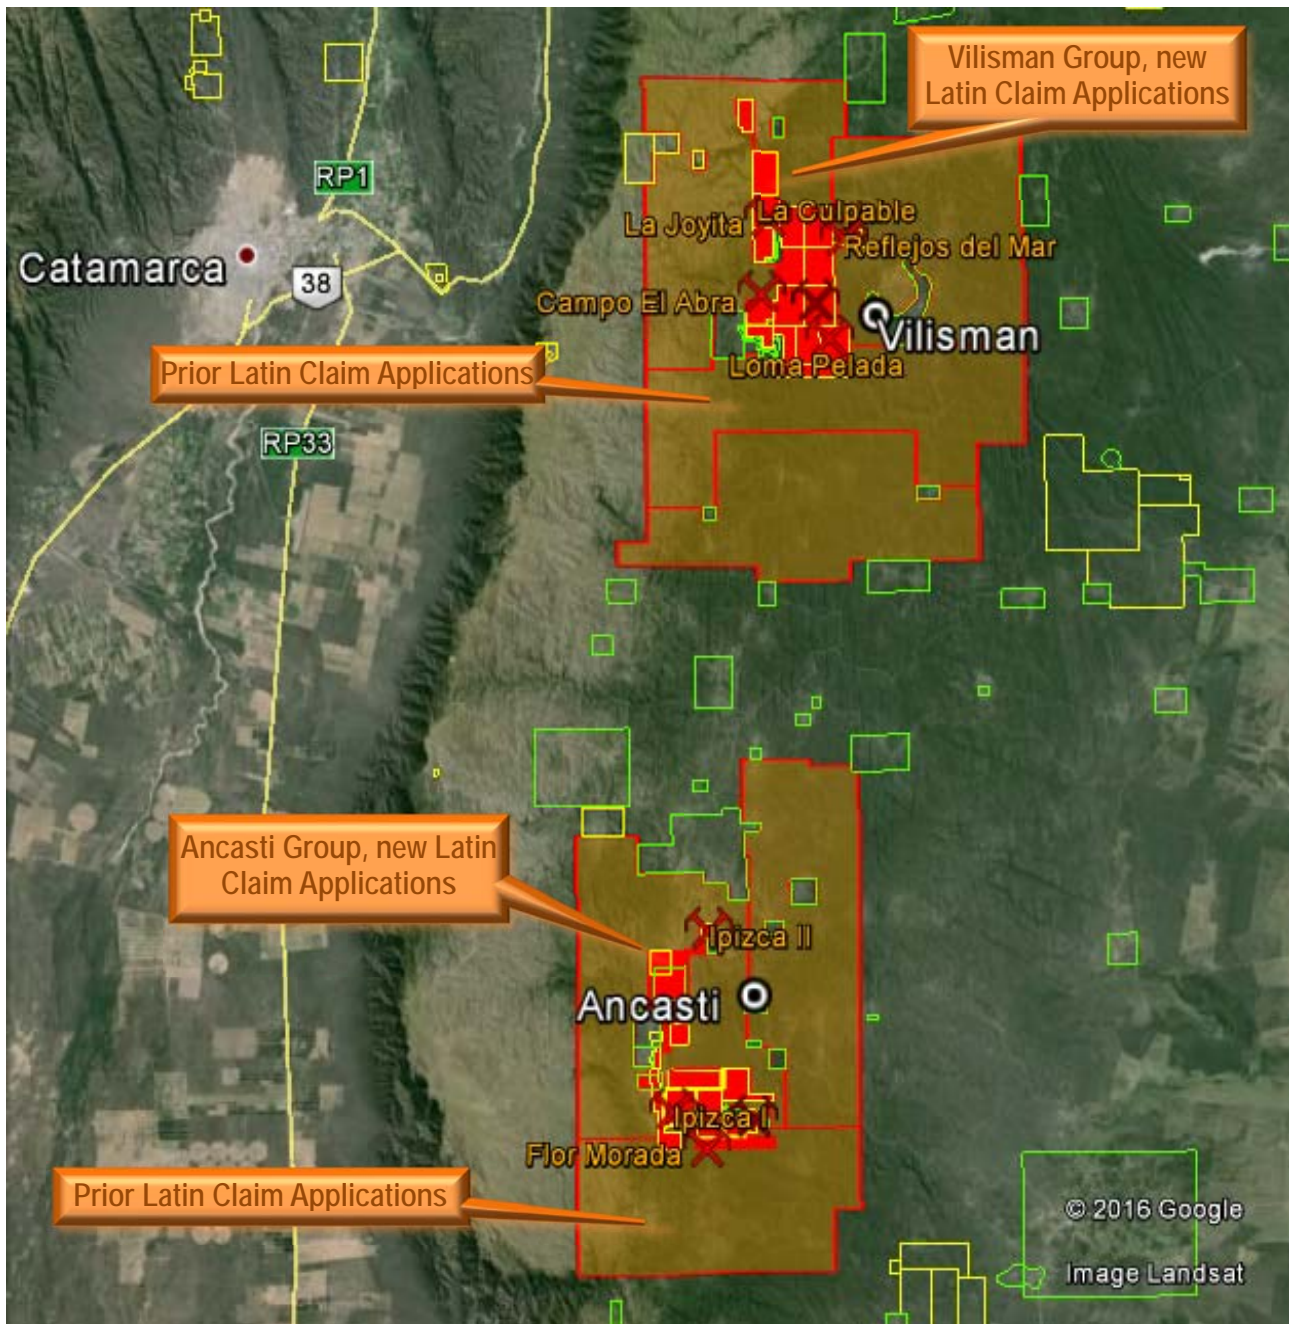 Vilisman Group, new
Latin Claim Applications
RP1
La Joyita
La Culpable
Reflejos del Mar
Catamarca
38
Campo El Abra
Vilisman
Prior Latin Claim Applications
Loma Pelada
RP33
Ancasti Group, new Latin
Claim Applications
Ipizca II
Ancasti
Ipizca I
Flor Morada
Prior Latin Claim Applications
© 2016 Google
Image Landsat